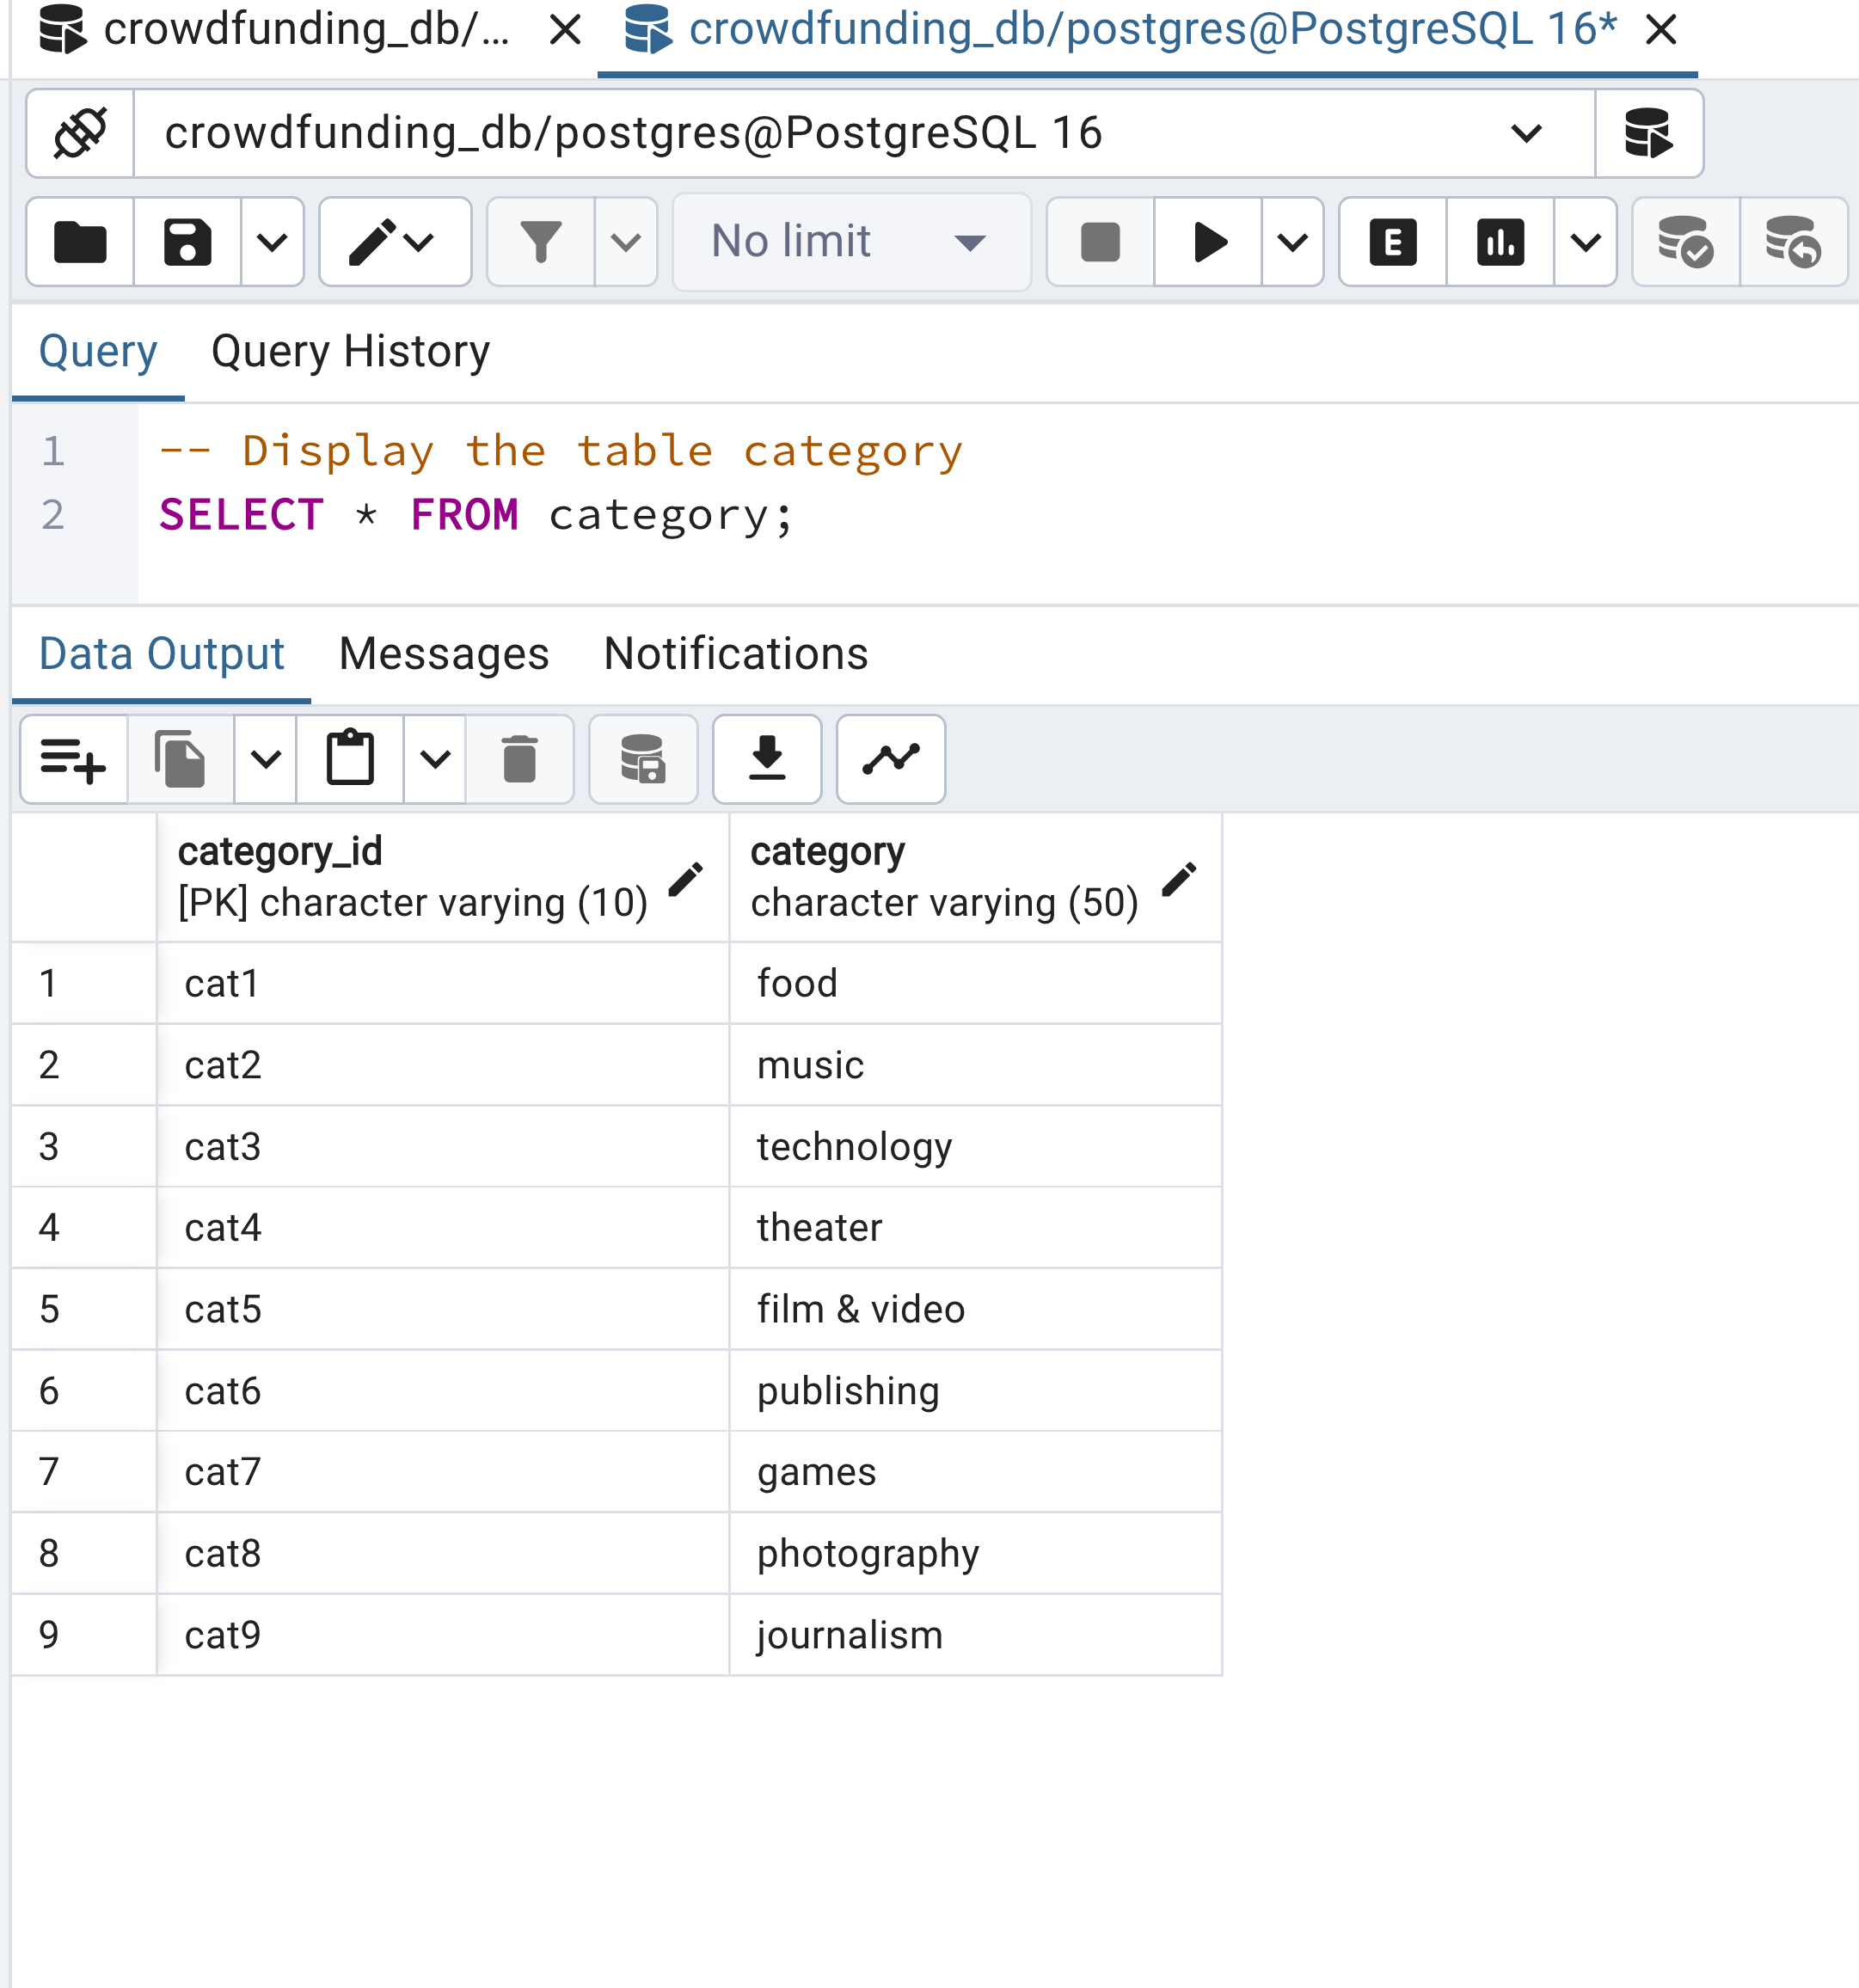 crowdfunding_db/... crowdfunding_db/postgres@PostgreSQL 16*
crowdfunding_db/postgres@PostgreSQL 16
No limit E
Query Query History
1 -- Display the table category
2 SELECT * FROM category;
Data Output Messages Notifications
category_id category
[PK] character varying (10) character varying (50)
1 cat1 food
2 cat2 music
3 cat3 technology
4 cat4 theater
5 cat5 film & video
6 cat6 publishing
7 cat7 games
8 cat8 photography
9 cat9 journalism